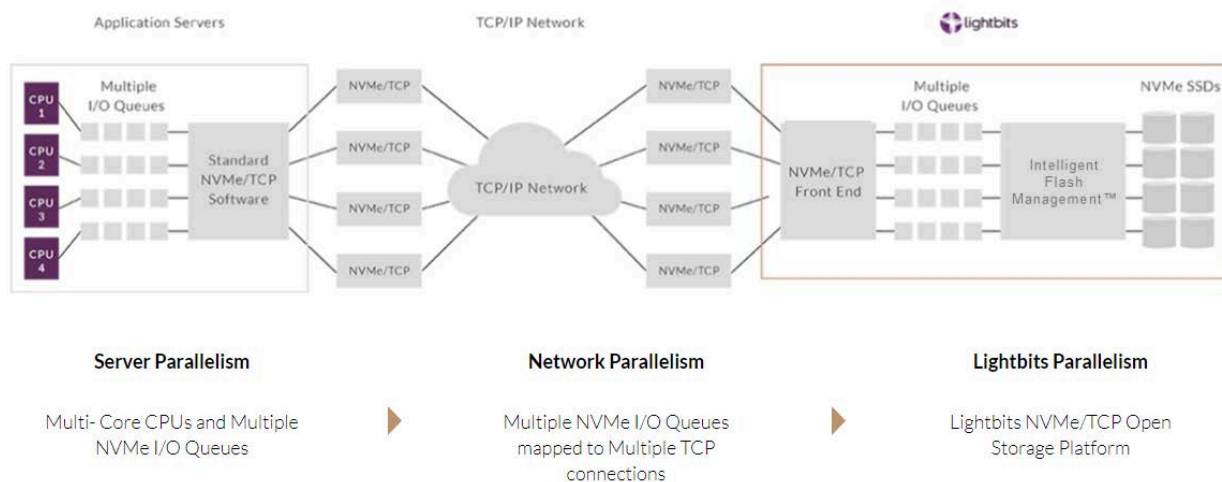 Application Servers
TCP/IP Network
lightbits
Multiple
I/O Queues
CPU
1
CPU
2
CPU
3
CPU
4
Standard
NVMe/TCP
Software
NVMe/TCP
NVMe/TCP
NVMe/TCP
NVMe/TCP
TCP/IP Network
NVMe/TCP
NVMe/TCP
NVMe/TCP
NVMe/TCP
NVMe/TCP
Front End
Multiple
I/O Queues
Intelligent
Flash
Management™
NVMe SSDs
Server Parallelism
Multi- Core CPUs and Multiple
NVMe I/O Queues
Network Parallelism
Multiple NVMe I/O Queues
mapped to Multiple TCP
connections
Lightbits Parallelism
Lightbits NVMe/TCP Open
Storage Platform